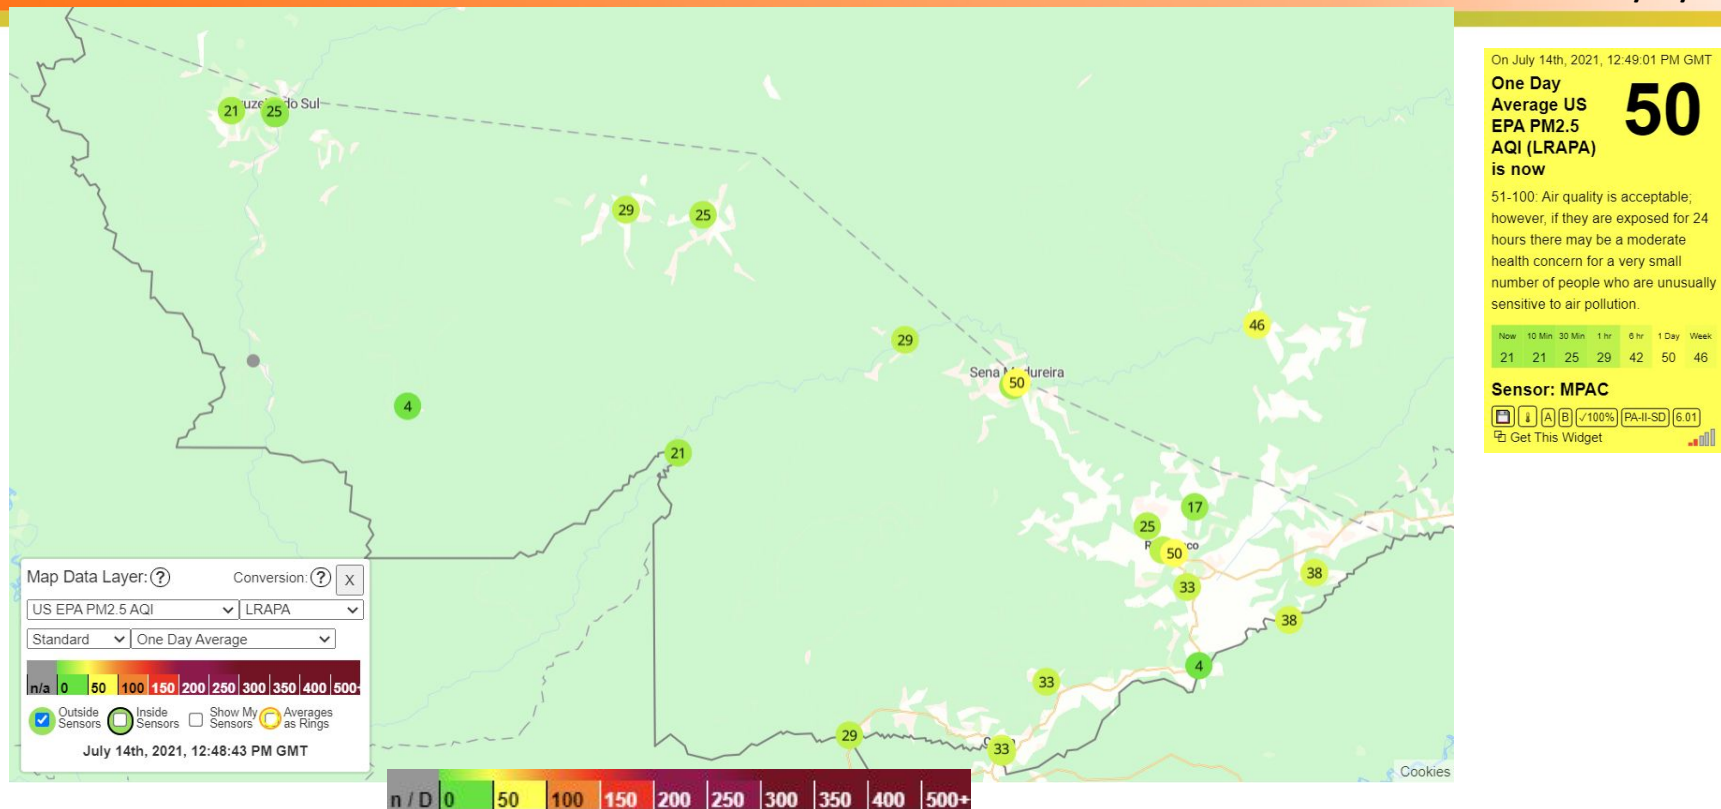 On July 14th, 2021, 12:49:01 PM GMT
One Day
Average US
EPA PM2.5
AQI (LRAPA)
is now
50
51-100: Air quality is acceptable;
however, if they are exposed for 24
hours there may be a moderate
health concern for a very small
number of people who are unusually
sensitive to air pollution.
Now 10 Min 30 Min 1 hr 6 hr 1 Day Week
21 21 25 29 42 50 46
Sensor: MPAC
A B ✓100% PA-II-SD 6.01
Get This Widget
do Sul
21 25
29 25
46
29
Sena
50
4
21
17
25
50
33
38
38
4
33
29
33
Map Data Layer: ? Conversion: ? X
US EPA PM2.5 AQI LRAPA
Standard One Day Average
n/a 0 50 100 150 200 250 300 350 400 500+
Outside Sensors
Inside Sensors
Show My Sensors
Averages as Rings
July 14th, 2021, 12:48:43 PM GMT
Cookies
n / D 0 50 100 150 200 250 300 350 400 500+